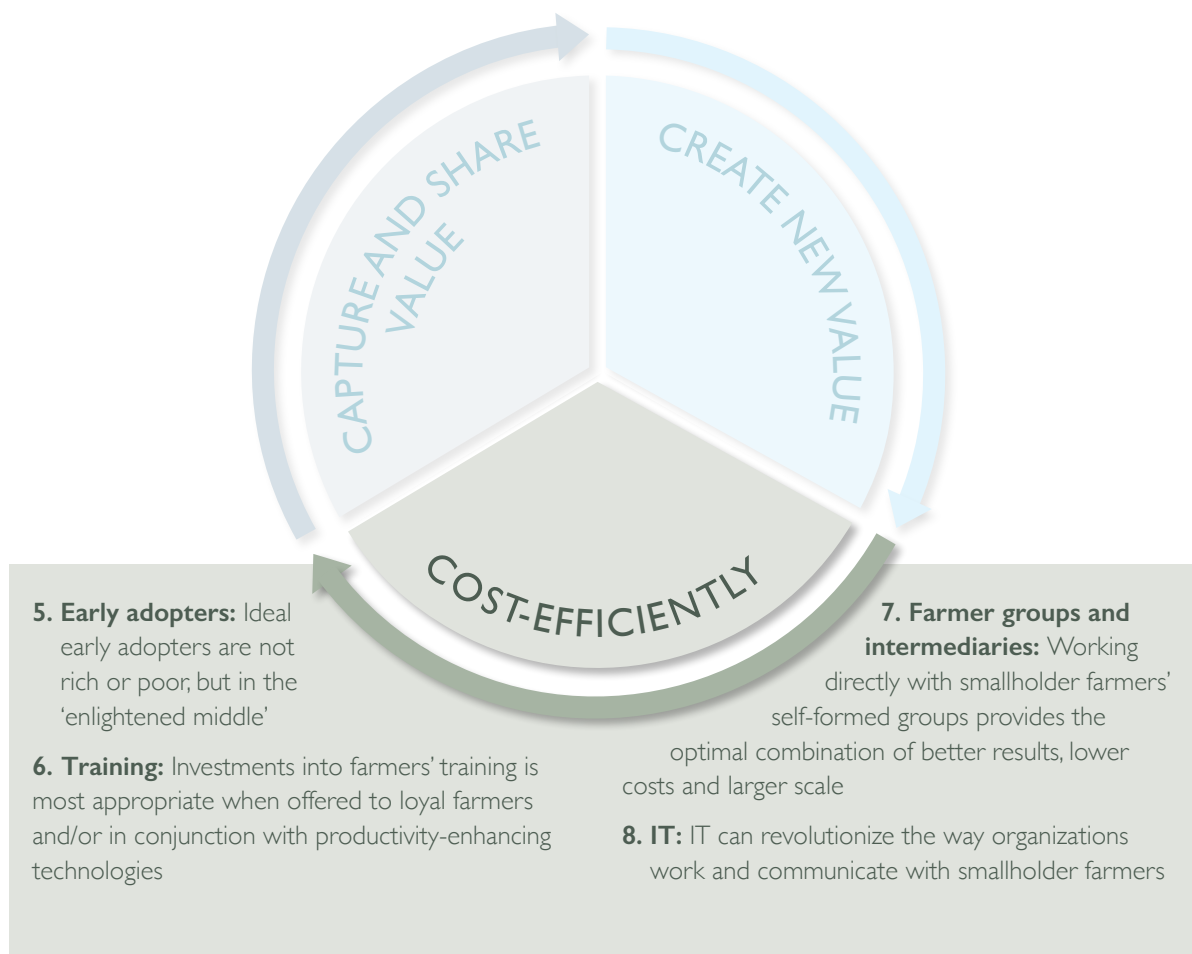 CAPTURE AND SHARE
VALUE
CREATE NEW VALUE
COST-EFFICIENTLY
5. Early adopters: Ideal
early adopters are not
rich or poor, but in the
‘enlightened middle’
6. Training: Investments into farmers’ training is
most appropriate when offered to loyal farmers
and/or in conjunction with productivity-enhancing
technologies
7. Farmer groups and
intermediaries: Working
directly with smallholder farmers’
self-formed groups provides the
optimal combination of better results, lower
costs and larger scale
8. IT: IT can revolutionize the way organizations
work and communicate with smallholder farmers